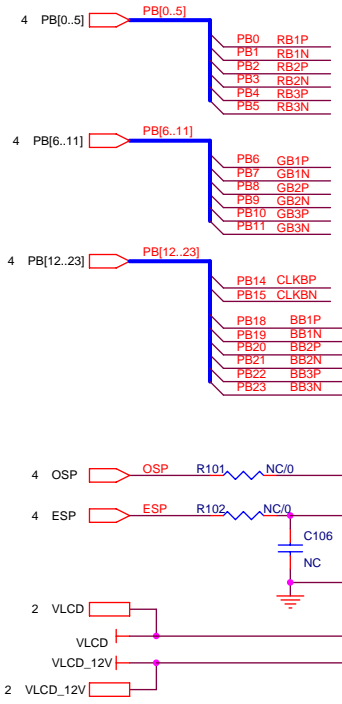 4 PB[0..5] PB[0..5]
PB0 RB1P
PB1 RB1N
PB2 RB2P
PB3 RB2N
PB4 RB3P
PB5 RB3N
4 PB[6..11] PB[6..11]
PB6 GB1P
PB7 GB1N
PB8 GB2P
PB9 GB2N
PB10 GB3P
PB11 GB3N
4 PB[12..23] PB[12..23]
PB14 CLKBP
PB15 CLKBN
PB18 BB1P
PB19 BB1N
PB20 BB2P
PB21 BB2N
PB22 BB3P
PB23 BB3N
4 OSP OSP R101 NC/0
4 ESP ESP R102 NC/0
C106
NC
2 VLCD
VLCD
VLCD_12V
2 VLCD_12V